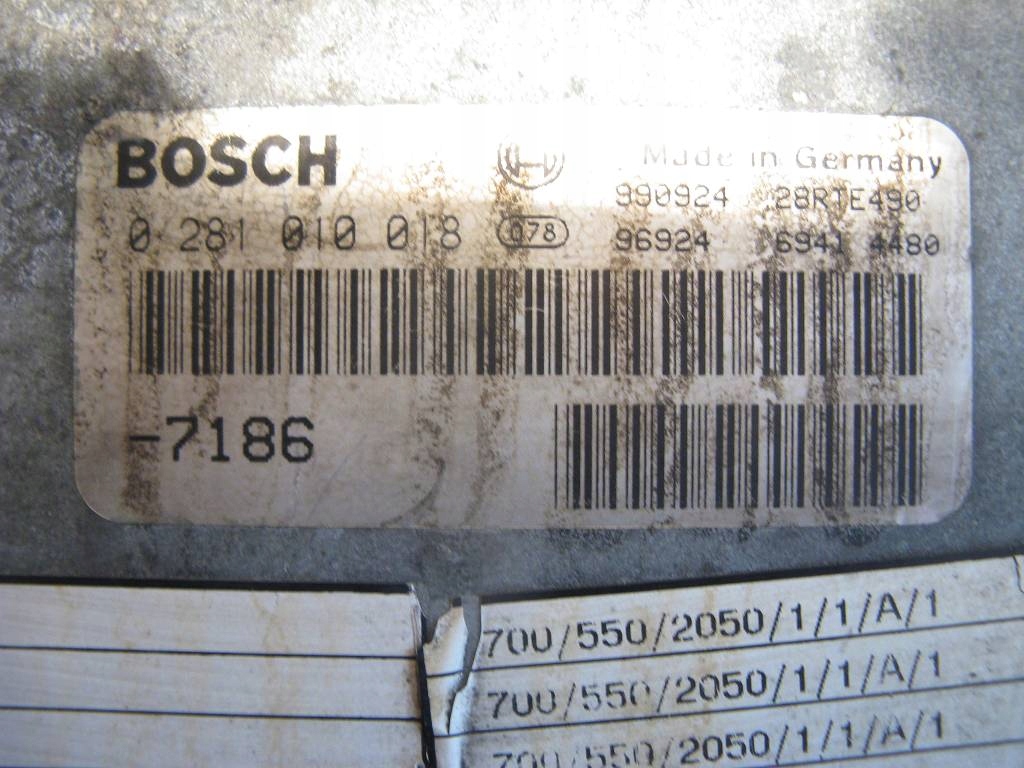 BOSCH
Made in Germany
990924 28RTE490
0 281 010 018 078
96924 6941 4480
-7186
700/550/2050/1/1/A/1
700/550/2050/1/1/A/1
700/550/2050/1/1/A/1